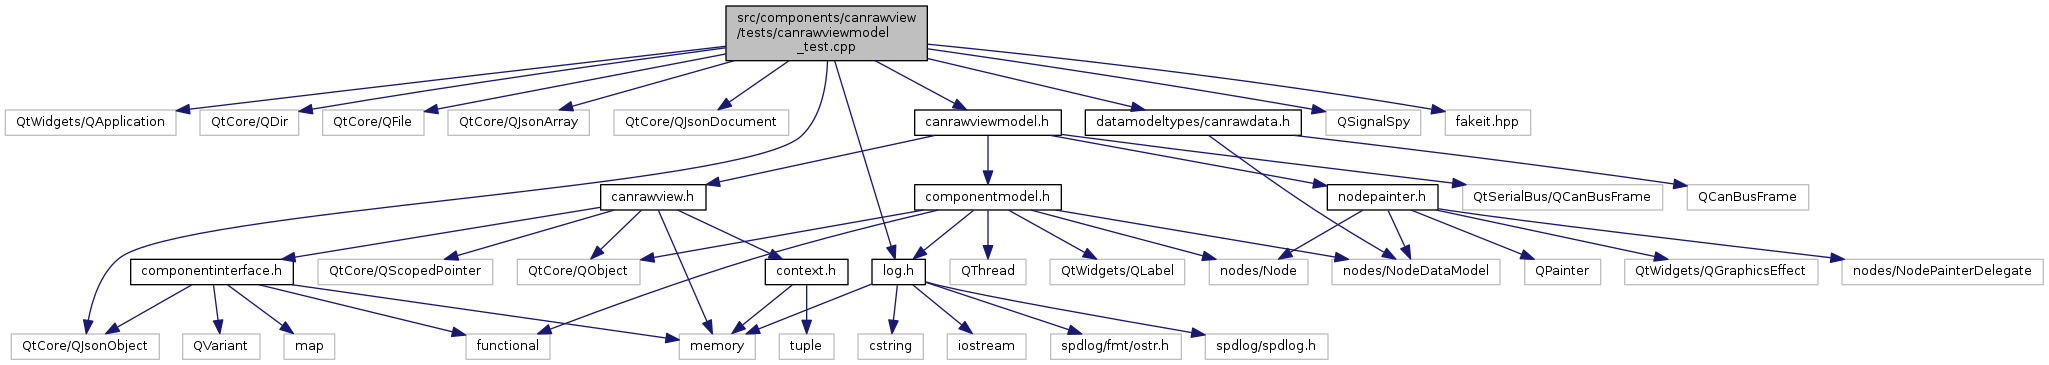 src/components/canrawview
/tests/canrawviewmodel
_test.cpp
QtWidgets/QApplication
QtCore/QDir
QtCore/QFile
QtCore/QJsonArray
QtCore/QJsonDocument
canrawviewmodel.h
datamodeltypes/canrawdata.h
QSignalSpy
fakeit.hpp
canrawview.h
componentmodel.h
nodepainter.h
QtSerialBus/QCanBusFrame
QCanBusFrame
componentinterface.h
QtCore/QScopedPointer
QtCore/QObject
context.h
log.h
QThread
QtWidgets/QLabel
nodes/Node
nodes/NodeDataModel
QPainter
QtWidgets/QGraphicsEffect
nodes/NodePainterDelegate
QtCore/QJsonObject
QVariant
map
functional
memory
tuple
cstring
iostream
spdlog/fmt/ostr.h
spdlog/spdlog.h